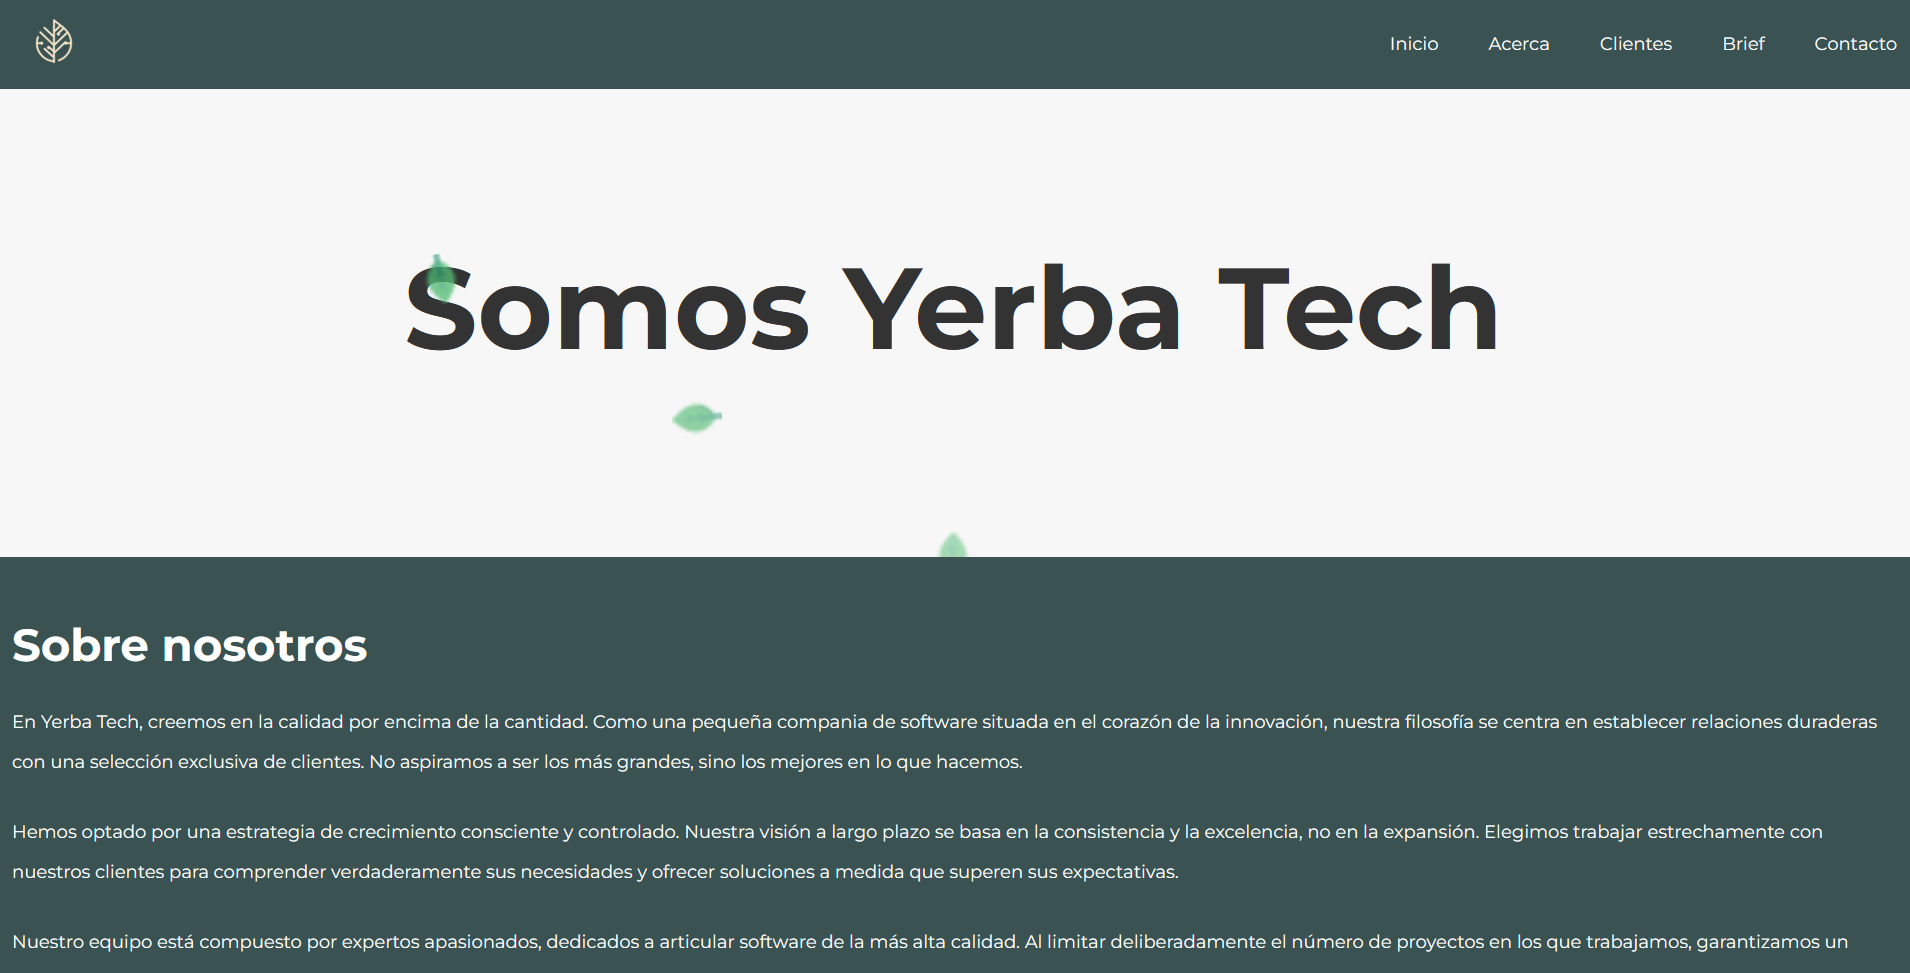 Inicio Acerca Clientes Brief Contacto
Somos Yerba Tech
Sobre nosotros
En Yerba Tech, creemos en la calidad por encima de la cantidad. Como una pequeña compania de software situada en el corazón de la innovación, nuestra filosofía se centra en establecer relaciones duraderas
con una selección exclusiva de clientes. No aspiramos a ser los más grandes, sino los mejores en lo que hacemos.
Hemos optado por una estrategia de crecimiento consciente y controlado. Nuestra visión a largo plazo se basa en la consistencia y la excelencia, no en la expansión. Elegimos trabajar estrechamente con
nuestros clientes para comprender verdaderamente sus necesidades y ofrecer soluciones a medida que superen sus expectativas.
Nuestro equipo está compuesto por expertos apasionados, dedicados a articular software de la más alta calidad. Al limitar deliberadamente el número de proyectos en los que trabajamos, garantizamos un